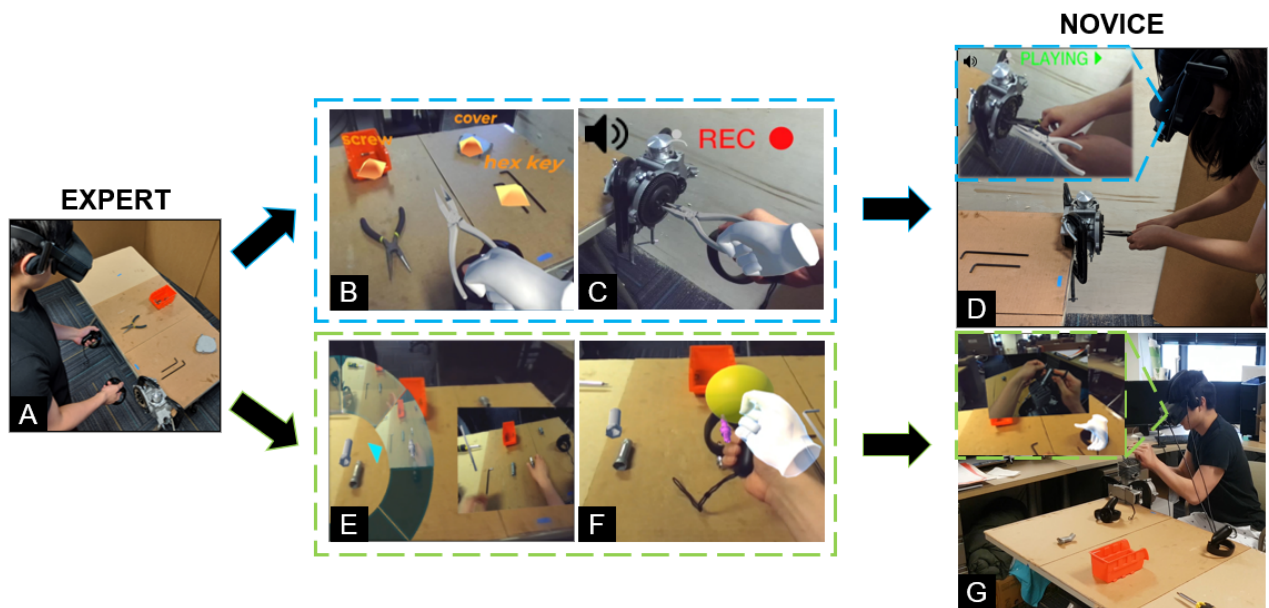 NOVICE
PLAYING
EXPERT
screw
cover
hex key
REC
A
B
C
D
E
F
G